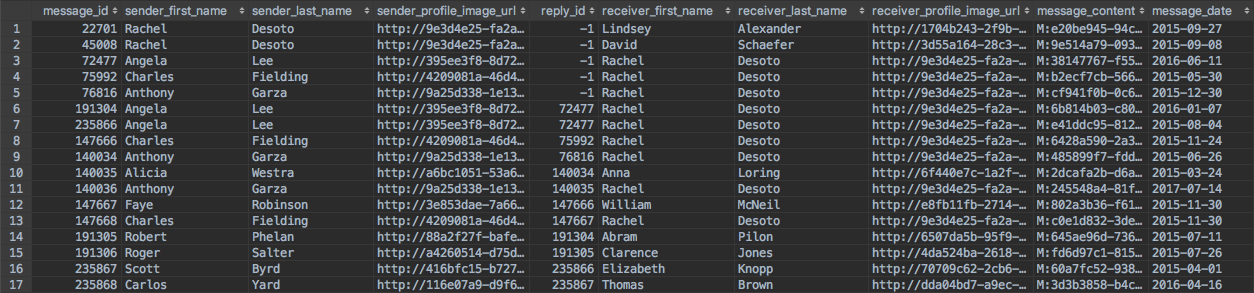 message_id sender_first_name sender_last_name sender_profile_image_url reply_id receiver_first_name receiver_last_name receiver_profile_image_url message_content message_date
1 22701 Rachel Desoto http://9e3d4e25-fa2a… -1 Lindsey Alexander http://1704b243-2f9b-… M:e20be945-94c… 2015-09-27
2 45008 Rachel Desoto http://9e3d4e25-fa2a… -1 David Schaefer http://3d55a164-28c3-… M:9e514a79-093… 2015-09-08
3 72477 Angela Lee http://395ee3f8-8d72… -1 Rachel Desoto http://9e3d4e25-fa2a-… M:38147767-f55… 2016-06-11
4 75992 Charles Fielding http://4209081a-46d4… -1 Rachel Desoto http://9e3d4e25-fa2a-… M:b2ecf7cb-566… 2015-05-30
5 76816 Anthony Garza http://9a25d338-1e13… -1 Rachel Desoto http://9e3d4e25-fa2a-… M:cf941f0b-0c6… 2015-12-30
6 191304 Angela Lee http://395ee3f8-8d72… 72477 Rachel Desoto http://9e3d4e25-fa2a-… M:6b814b03-c80… 2016-01-07
7 235866 Angela Lee http://395ee3f8-8d72… 72477 Rachel Desoto http://9e3d4e25-fa2a-… M:e41ddc95-812… 2015-08-04
8 147666 Charles Fielding http://4209081a-46d4… 75992 Rachel Desoto http://9e3d4e25-fa2a-… M:6428a590-2a3… 2015-11-24
9 140034 Anthony Garza http://9a25d338-1e13… 76816 Rachel Desoto http://9e3d4e25-fa2a-… M:485899f7-fdd… 2015-06-26
10 140035 Alicia Westra http://a6bc1051-53a6… 140034 Anna Loring http://6f440e7c-1a2f-… M:2dcafa2b-d6a… 2015-03-24
11 140036 Anthony Garza http://9a25d338-1e13… 140035 Rachel Desoto http://9e3d4e25-fa2a-… M:245548a4-81f… 2017-07-14
12 147667 Faye Robinson http://3e853dae-7a66… 147666 William McNeil http://e8fb11fb-2714-… M:802a3b36-f61… 2015-11-30
13 147668 Charles Fielding http://4209081a-46d4… 147667 Rachel Desoto http://9e3d4e25-fa2a-… M:c0e1d832-3de… 2015-11-30
14 191305 Robert Phelan http://88a2f27f-bafe… 191304 Abram Pilon http://6507da5b-95f9-… M:645ae96d-736… 2015-07-11
15 191306 Roger Salter http://a4260514-d75d… 191305 Clarence Jones http://4da524ba-2618-… M:fd6d97c1-815… 2015-07-26
16 235867 Scott Byrd http://416bfc15-b727… 235866 Elizabeth Knopp http://70709c62-2cb6-… M:60a7fc52-938… 2015-04-01
17 235868 Carlos Yard http://116e07a9-d9f6… 235867 Thomas Brown http://dda04bd7-a9ec-… M:3d3b3858-b4c… 2016-04-16